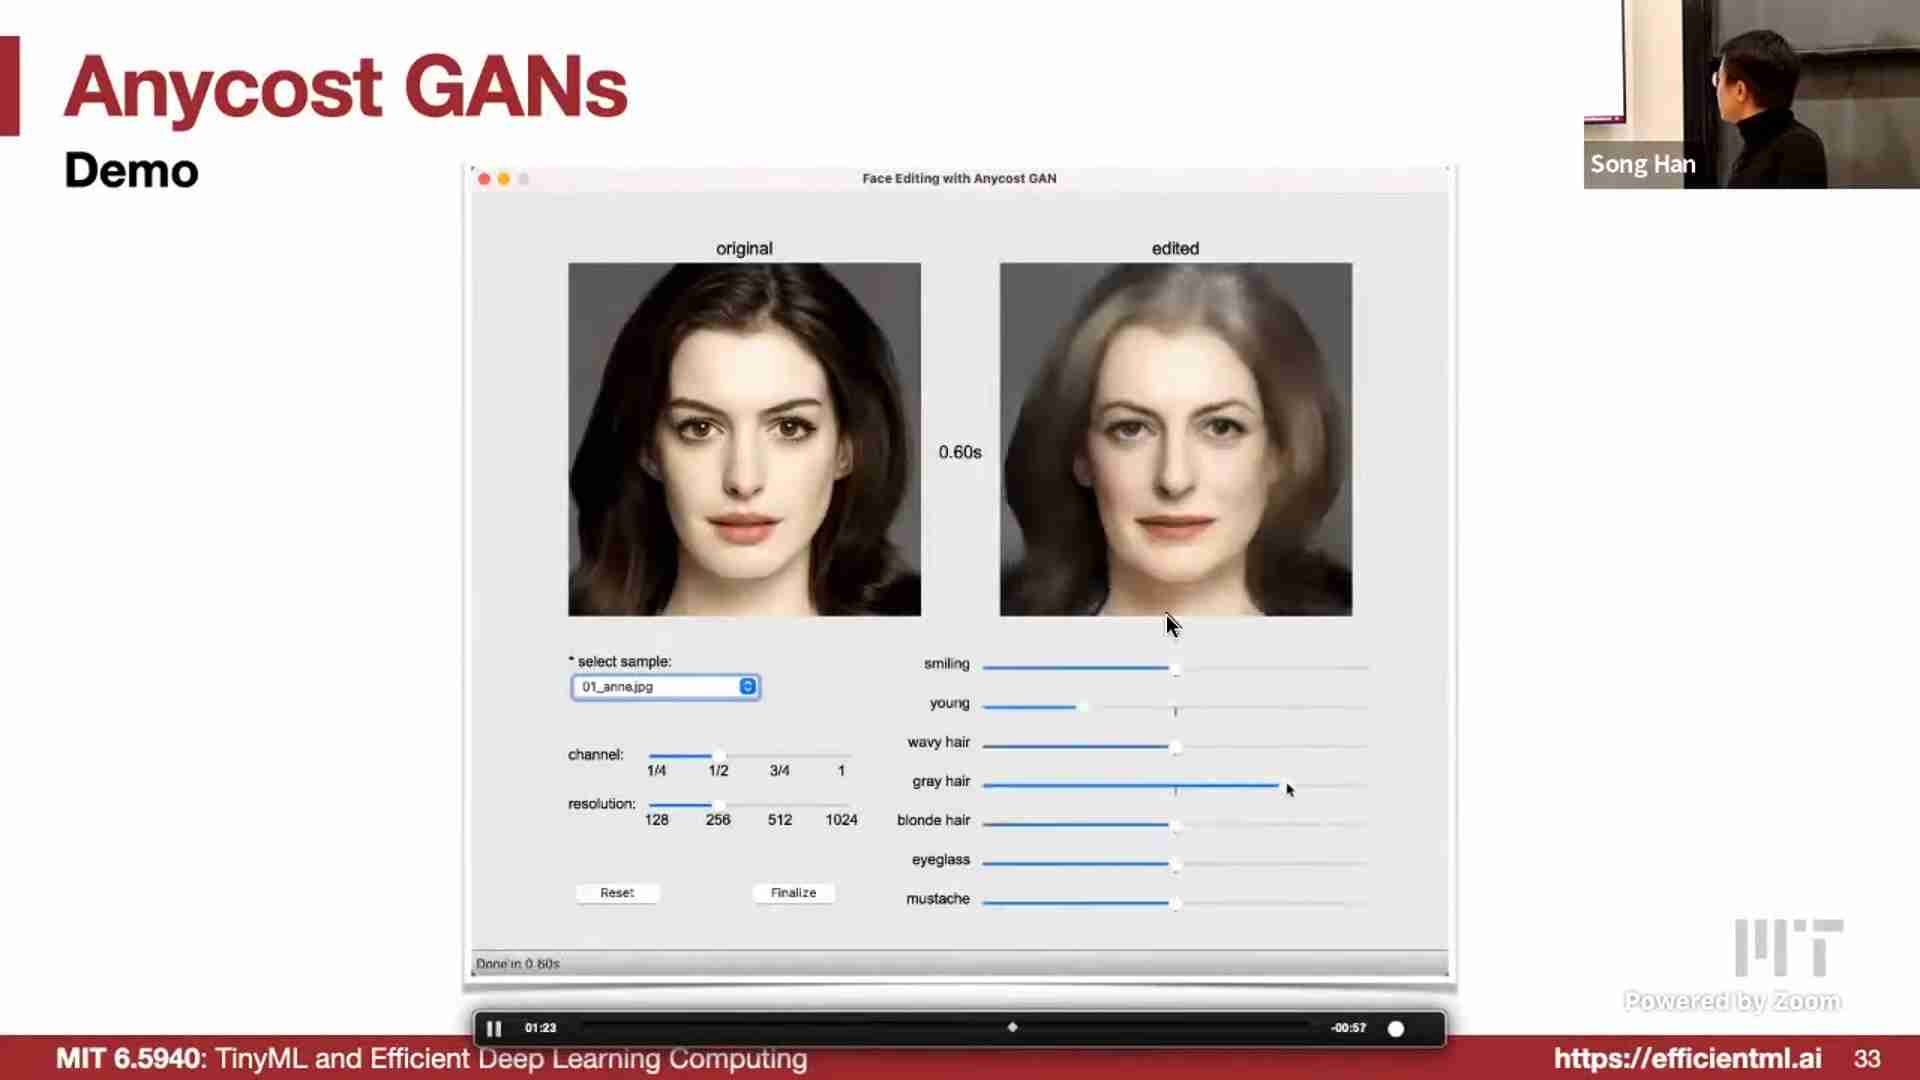 Anycost GANs
Demo
Song Han
Face Editing with Anycost GAN
original
edited
0.60s
* select sample:
01_anne.jpg
channel:
1/4 1/2 3/4 1
resolution:
128 256 512 1024
Reset
Finalize
smiling
young
wavy hair
gray hair
blonde hair
eyeglass
mustache
Done in 0.60s
MIT
Powered by Zoom
01:23
-00:57
MIT 6.5940: TinyML and Efficient Deep Learning Computing
https://efficientml.ai
33